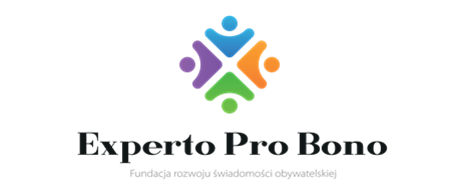 Experto Pro Bono
Fundacja rozwoju świadomości obywatelskiej